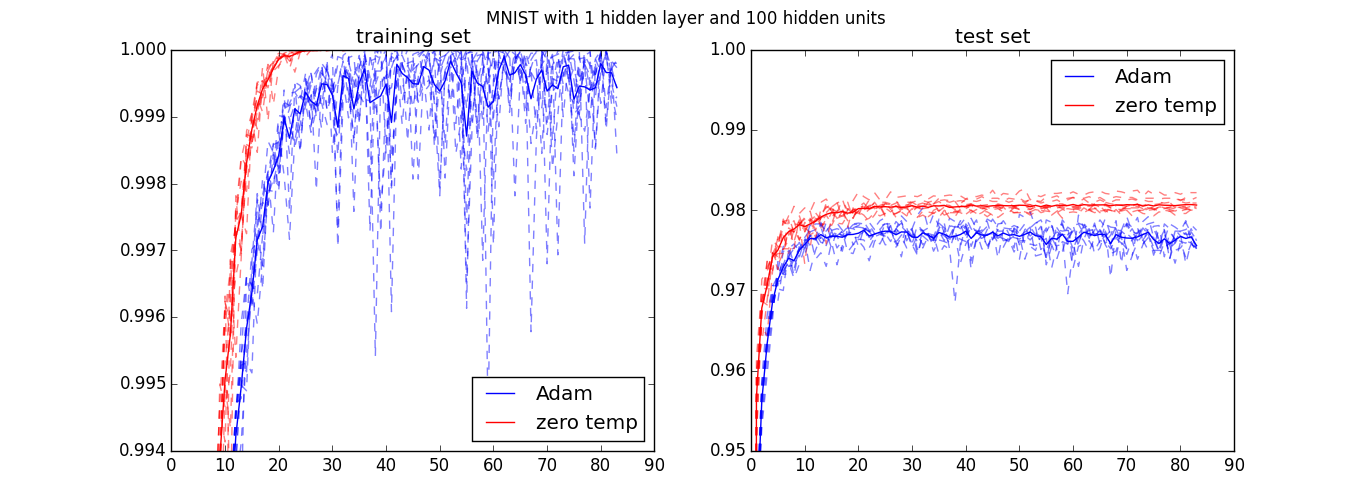 MNIST with 1 hidden layer and 100 hidden units
training set
1.000
0.999
0.998
0.997
0.996
0.995
0.994
0 10 20 30 40 50 60 70 80 90
Adam
zero temp
test set
1.00
0.99
0.98
0.97
0.96
0.95
0 10 20 30 40 50 60 70 80 90
Adam
zero temp